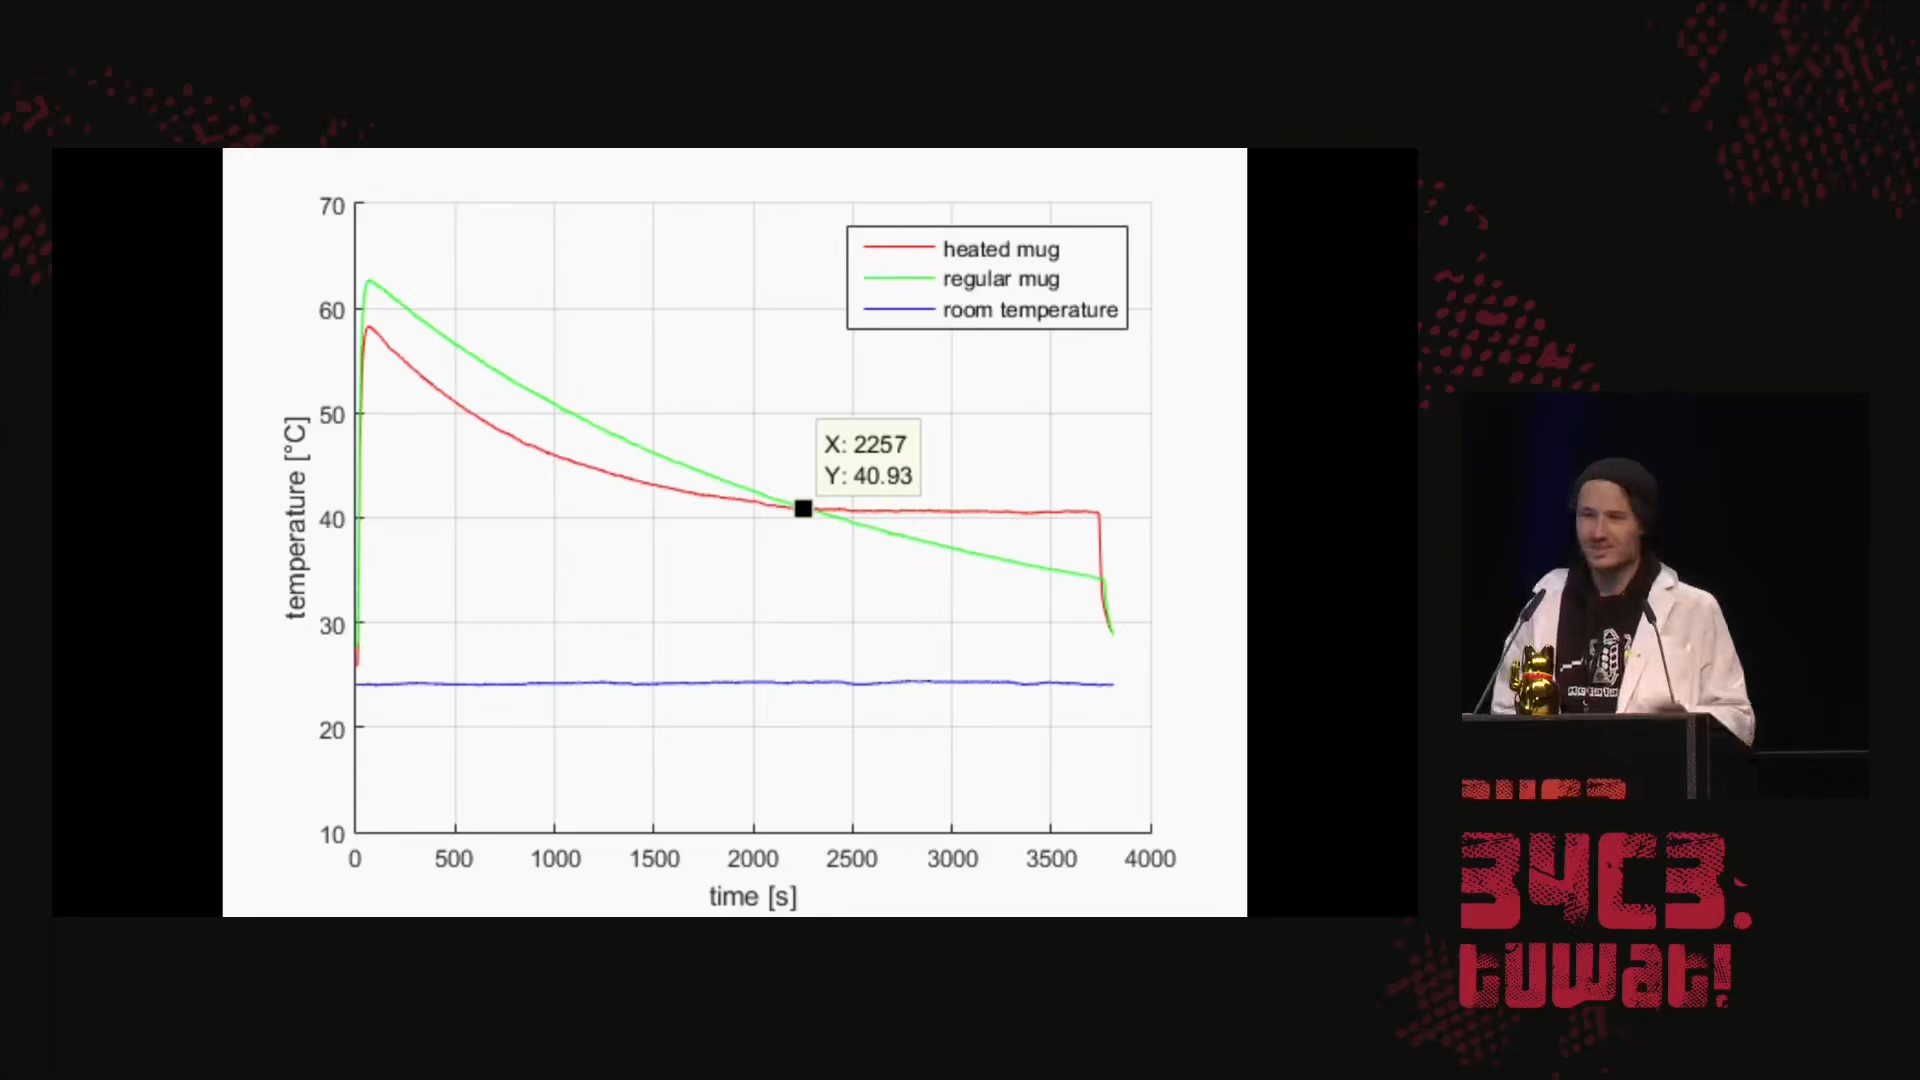 70
60
50
40
30
20
10
temperature [°C]
heated mug
regular mug
room temperature
X: 2257
Y: 40.93
0 500 1000 1500 2000 2500 3000 3500 4000
time [s]
34C3.
tuwat!